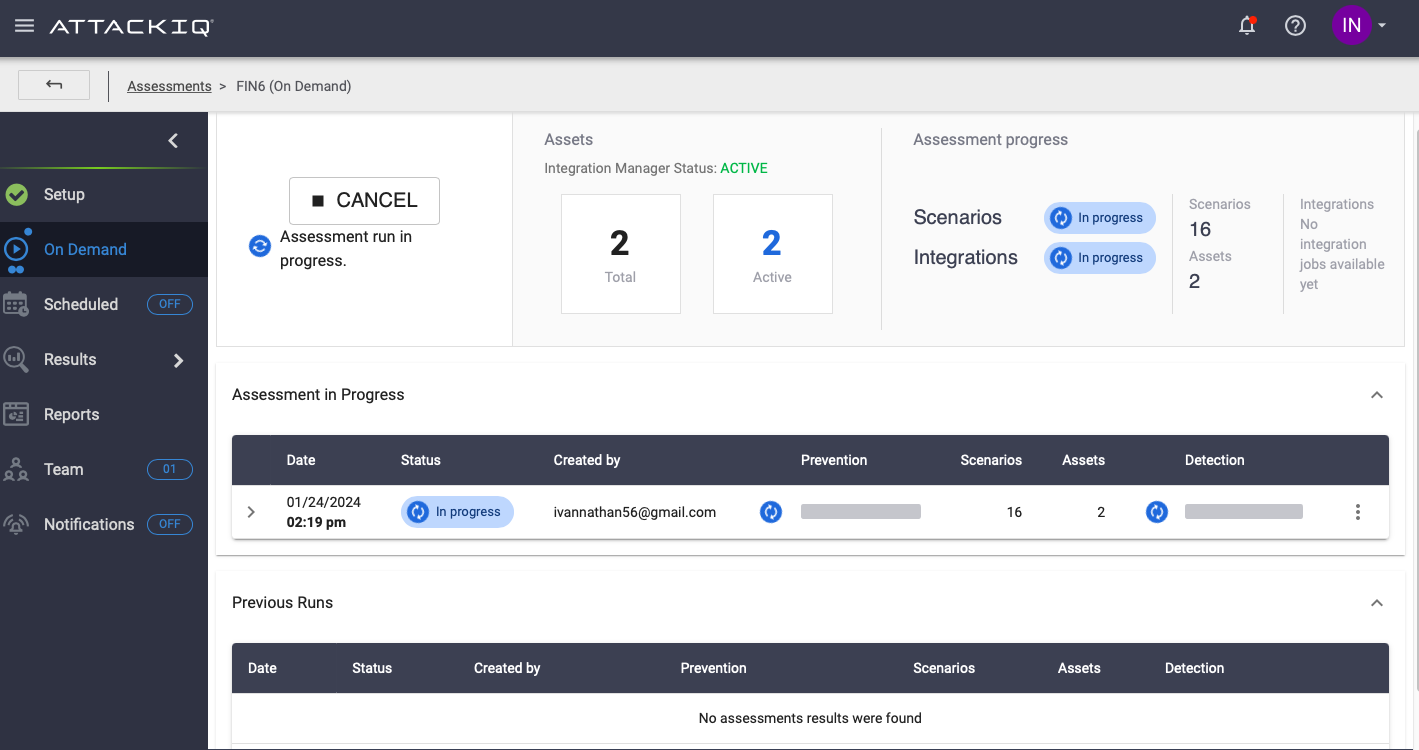 ATTACKIQ
IN
Assessments > FIN6 (On Demand)
Setup
On Demand
Scheduled OFF
Results
Reports
Team 01
Notifications OFF
CANCEL
Assessment run in
progress.
Assets
Integration Manager Status: ACTIVE
2
Total
2
Active
Assessment progress
Scenarios In progress
Integrations In progress
Scenarios
16
Assets
2
Integrations
No
integration
jobs available
yet
Assessment in Progress
Date Status Created by Prevention Scenarios Assets Detection
01/24/2024
02:19 pm
In progress ivannathan56@gmail.com 16 2
Previous Runs
Date Status Created by Prevention Scenarios Assets Detection
No assessments results were found